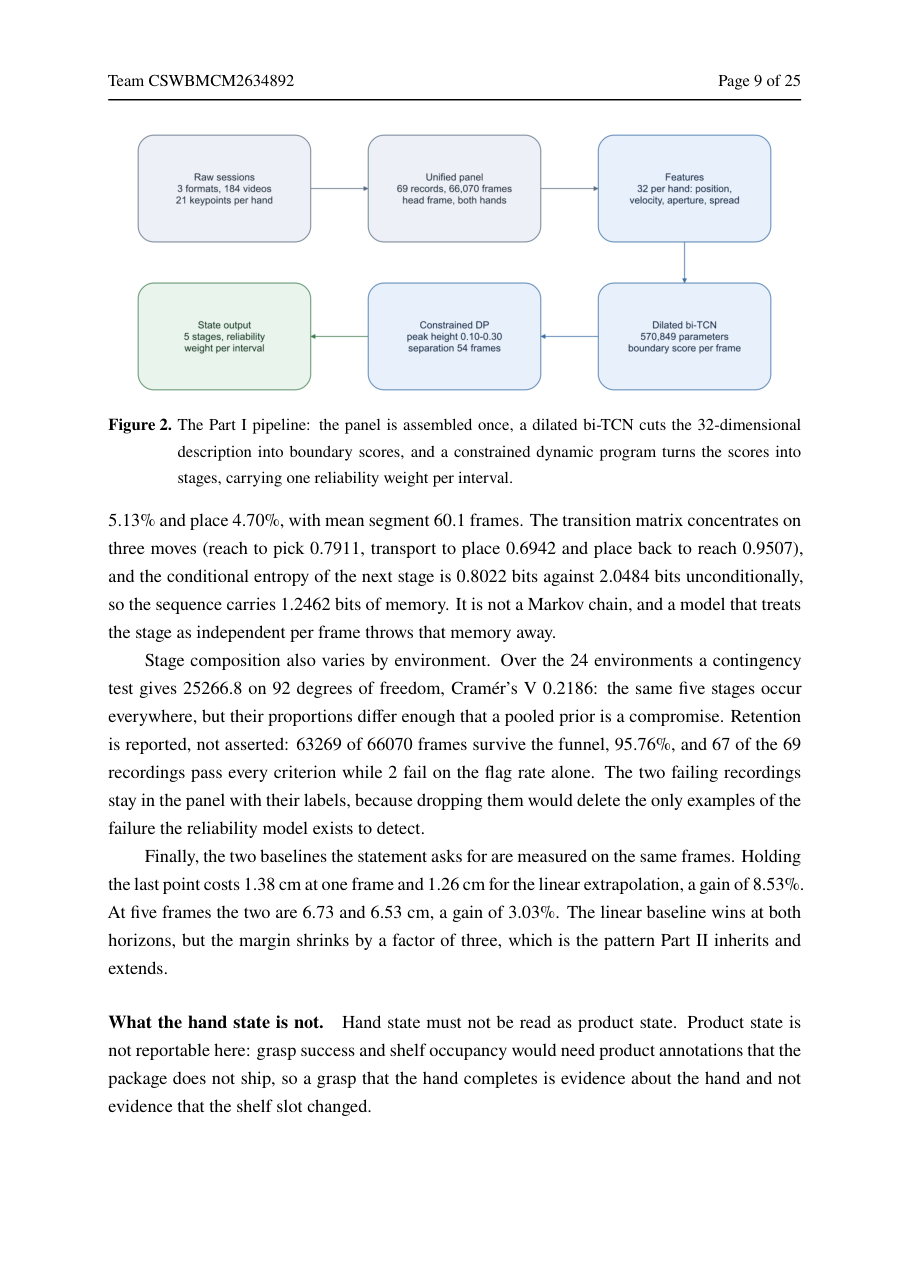 Team CSWBMCM2634892
Page 9 of 25
Raw sessions
3 formats, 184 videos
21 keypoints per hand
Unified panel
69 records, 66,070 frames
head frame, both hands
Features
32 per hand: position,
velocity, aperture, spread
State output
5 stages, reliability
weight per interval
Constrained DP
peak height 0.10-0.30
separation 54 frames
Dilated bi-TCN
570,849 parameters
boundary score per frame
Figure 2. The Part I pipeline: the panel is assembled once, a dilated bi-TCN cuts the 32-dimensional
description into boundary scores, and a constrained dynamic program turns the scores into
stages, carrying one reliability weight per interval.
5.13% and place 4.70%, with mean segment 60.1 frames. The transition matrix concentrates on
three moves (reach to pick 0.7911, transport to place 0.6942 and place back to reach 0.9507),
and the conditional entropy of the next stage is 0.8022 bits against 2.0484 bits unconditionally,
so the sequence carries 1.2462 bits of memory. It is not a Markov chain, and a model that treats
the stage as independent per frame throws that memory away.
Stage composition also varies by environment. Over the 24 environments a contingency
test gives 25266.8 on 92 degrees of freedom, Cramér's V 0.2186: the same five stages occur
everywhere, but their proportions differ enough that a pooled prior is a compromise. Retention
is reported, not asserted: 63269 of 66070 frames survive the funnel, 95.76%, and 67 of the 69
recordings pass every criterion while 2 fail on the flag rate alone. The two failing recordings
stay in the panel with their labels, because dropping them would delete the only examples of the
failure the reliability model exists to detect.
Finally, the two baselines the statement asks for are measured on the same frames. Holding
the last point costs 1.38 cm at one frame and 1.26 cm for the linear extrapolation, a gain of 8.53%.
At five frames the two are 6.73 and 6.53 cm, a gain of 3.03%. The linear baseline wins at both
horizons, but the margin shrinks by a factor of three, which is the pattern Part II inherits and
extends.
What the hand state is not. Hand state must not be read as product state. Product state is
not reportable here: grasp success and shelf occupancy would need product annotations that the
package does not ship, so a grasp that the hand completes is evidence about the hand and not
evidence that the shelf slot changed.